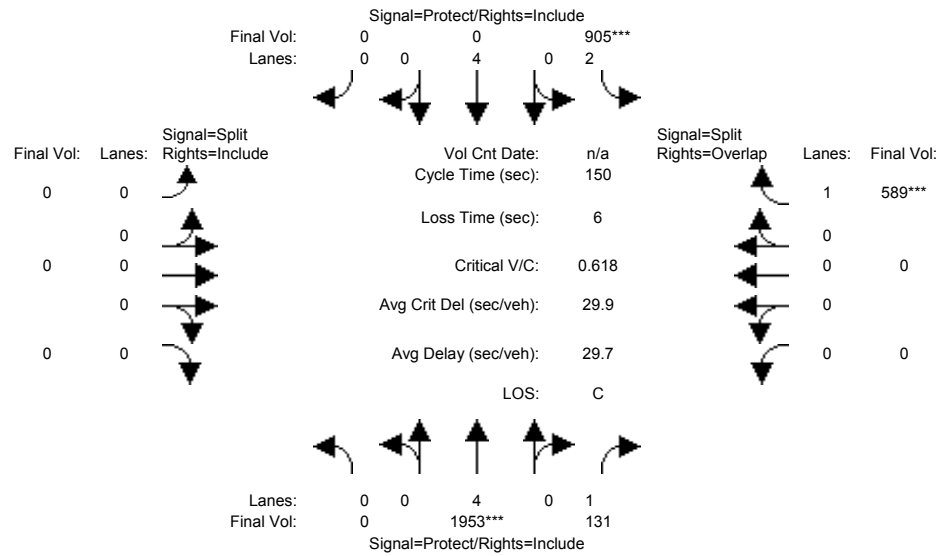 Signal=Protect/Rights=Include
Final Vol: 0 0 905***
Lanes: 0 0 4 0 2
Signal=Split
Final Vol: Lanes: Rights=Include
Vol Cnt Date: n/a
Signal=Split
Rights=Overlap Lanes: Final Vol:
Cycle Time (sec): 150
0 0
1 589***
Loss Time (sec): 6
0
0
0 0
Critical V/C: 0.618
0 0
0
Avg Crit Del (sec/veh): 29.9
0
0 0
Avg Delay (sec/veh): 29.7
0 0
LOS: C
Lanes: 0 0 4 0 1
Final Vol: 0 1953*** 131
Signal=Protect/Rights=Include